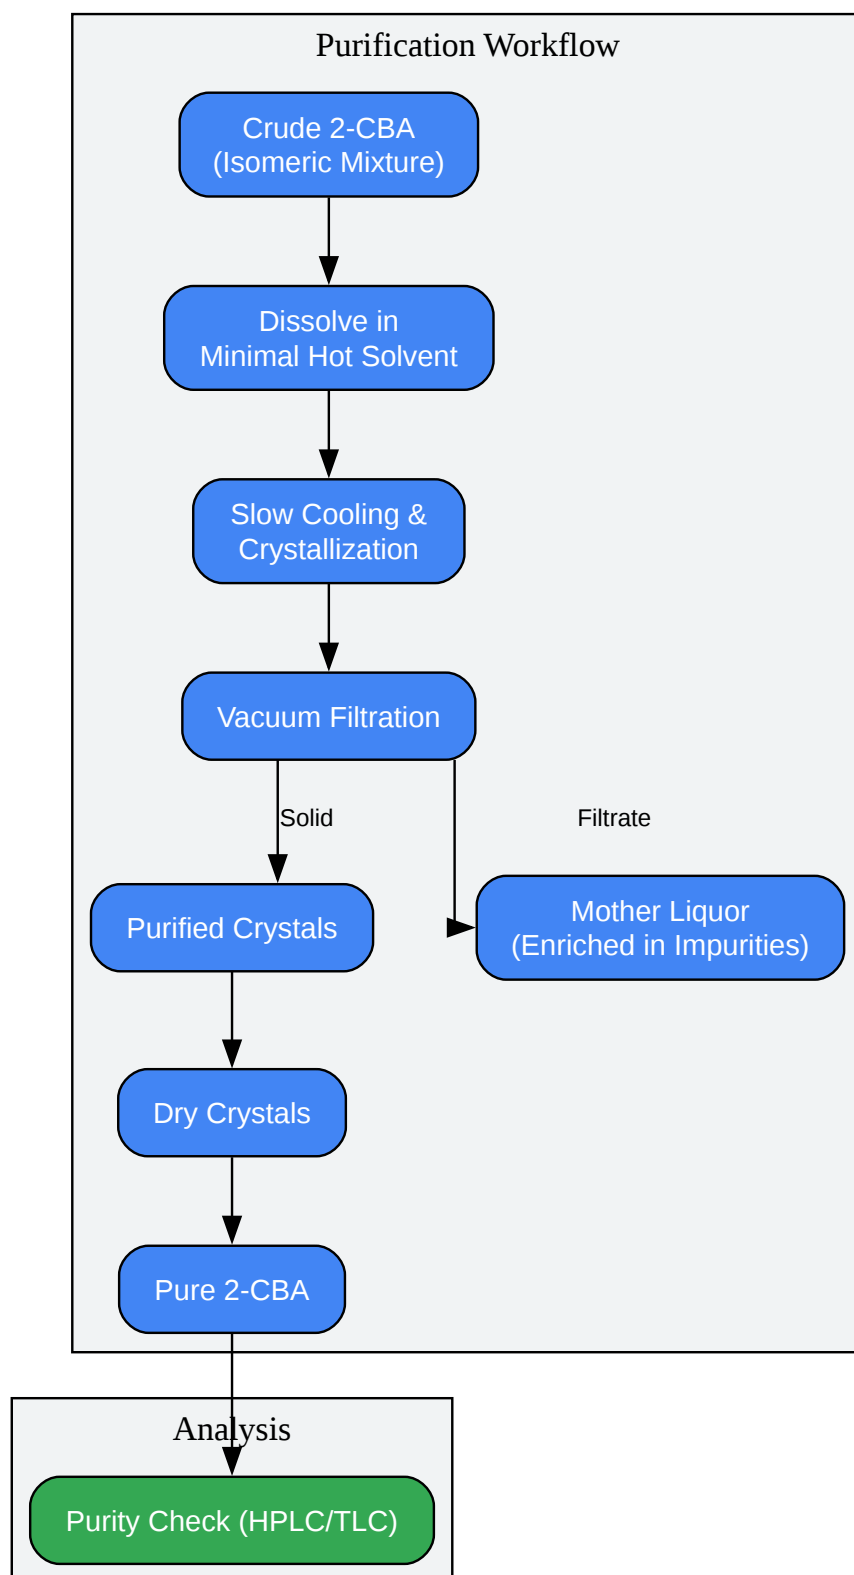 Purification Workflow
Crude 2-CBA
(Isomeric Mixture)
Dissolve in
Minimal Hot Solvent
Slow Cooling &
Crystallization
Vacuum Filtration
Solid
Filtrate
Purified Crystals
Mother Liquor
(Enriched in Impurities)
Dry Crystals
Pure 2-CBA
Analysis
Purity Check (HPLC/TLC)